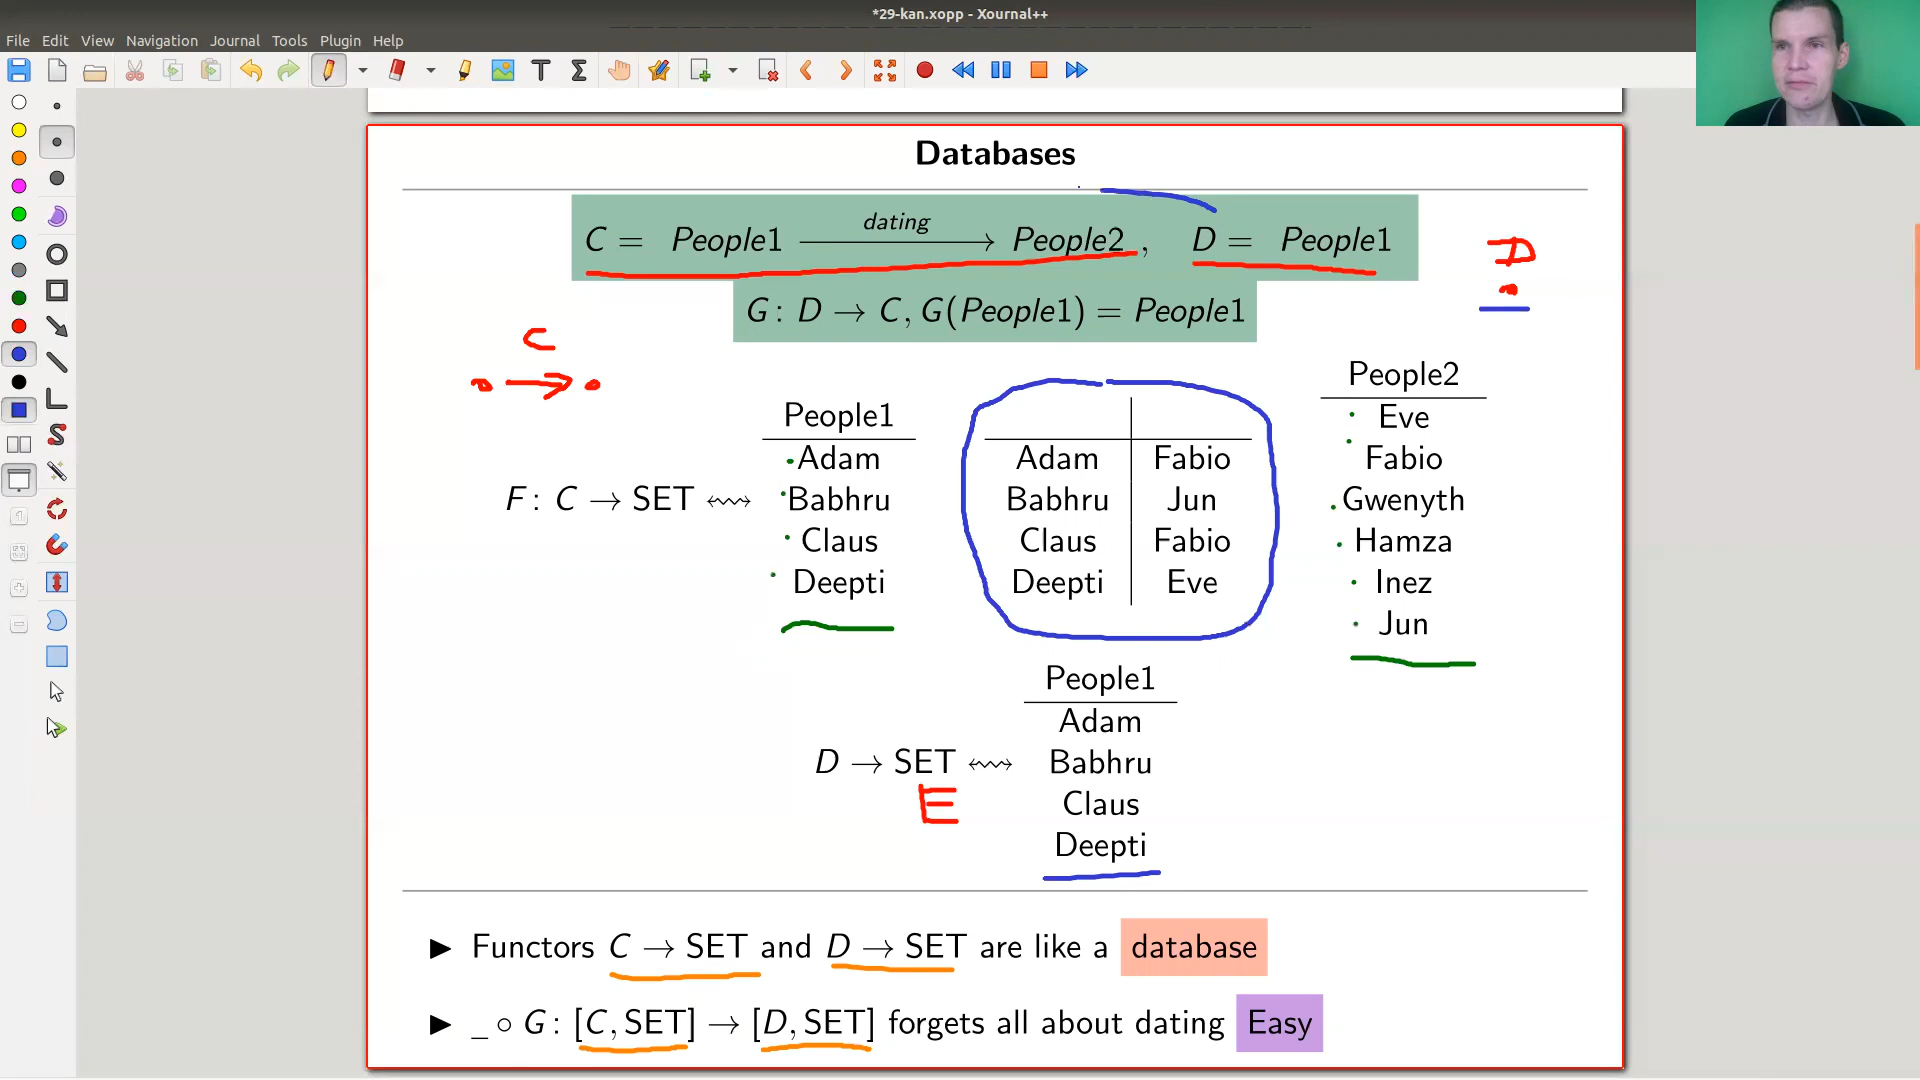 *29-kan.xopp - Xournal++
File Edit View Navigation Journal Tools Plugin Help
Databases
C = People1 dating → People2 , D = People1
G : D → C, G(People1) = People1
D
C
F : C → SET ↭
People1
Adam
Babhru
Claus
Deepti
Adam Fabio
Babhru Jun
Claus Fabio
Deepti Eve
People2
Eve
Fabio
Gwenyth
Hamza
Inez
Jun
D → SET ↭
E
People1
Adam
Babhru
Claus
Deepti
▶ Functors C → SET and D → SET are like a database
▶ _ ∘ G : [C, SET] → [D, SET] forgets all about dating Easy